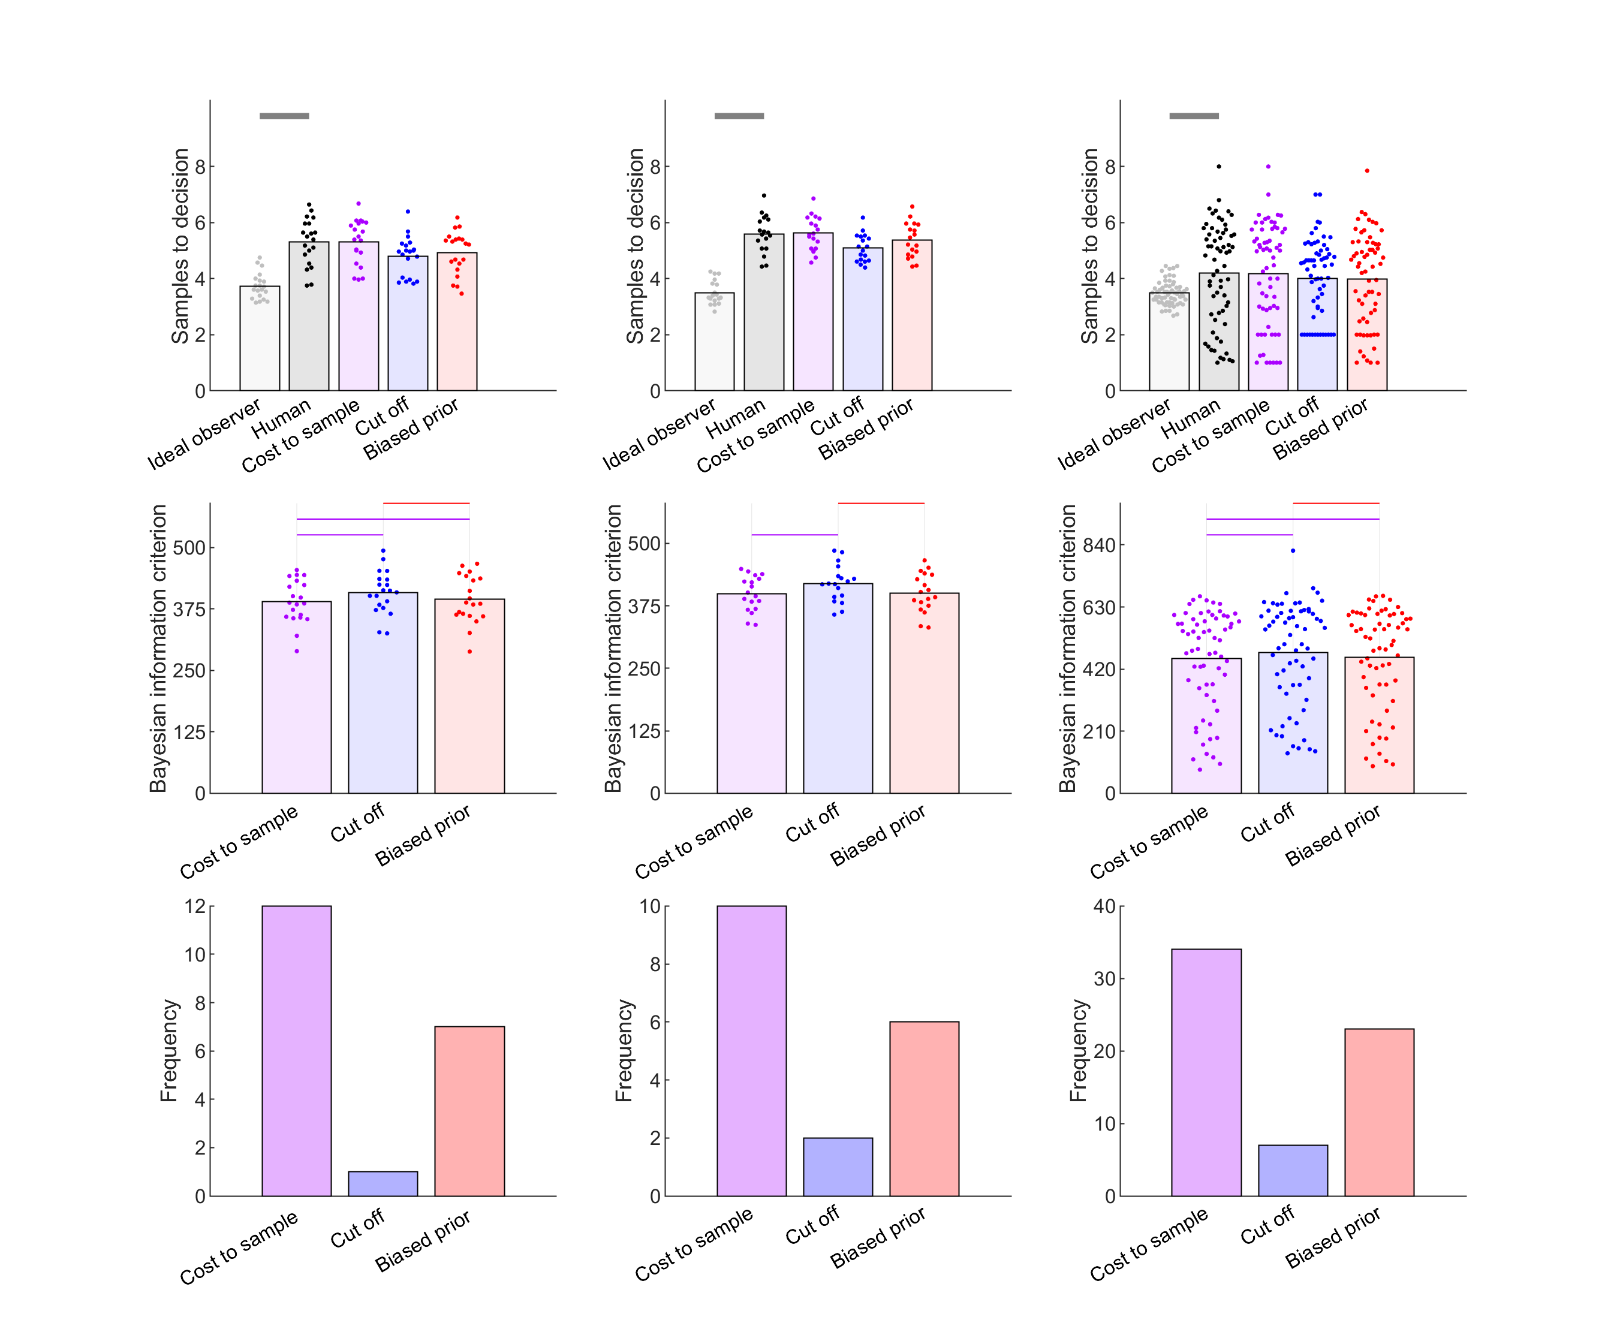 Samples to decision
8
6
4
2
0
Ideal observer
Human
Cost to sample
Cut off
Biased prior
Samples to decision
8
6
4
2
0
Ideal observer
Human
Cost to sample
Cut off
Biased prior
Samples to decision
8
6
4
2
0
Ideal observer
Human
Cost to sample
Cut off
Biased prior
Bayesian information criterion
500
375
250
125
0
Cost to sample
Cut off
Biased prior
Bayesian information criterion
500
375
250
125
0
Cost to sample
Cut off
Biased prior
Bayesian information criterion
840
630
420
210
0
Cost to sample
Cut off
Biased prior
Frequency
12
10
8
6
4
2
0
Cost to sample
Cut off
Biased prior
Frequency
10
8
6
4
2
0
Cost to sample
Cut off
Biased prior
Frequency
40
30
20
10
0
Cost to sample
Cut off
Biased prior